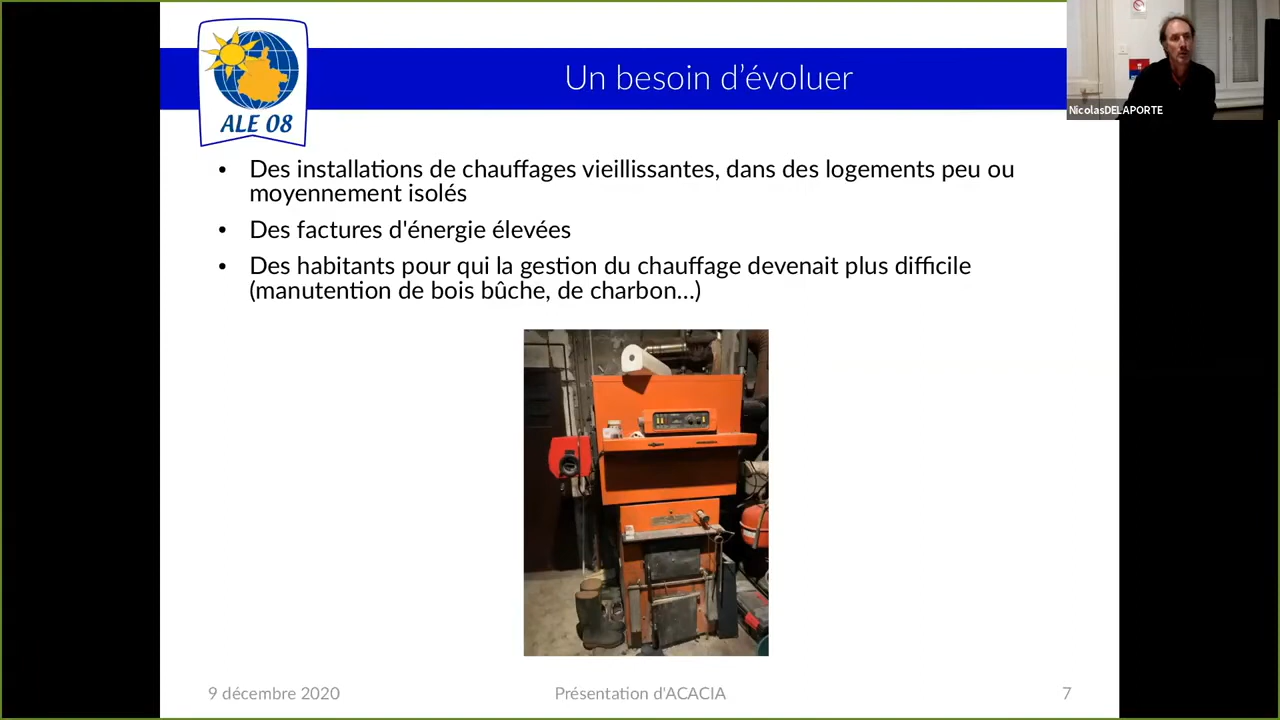 Un besoin d’évoluer
NicolasDELAPORTE
ALE 08
• Des installations de chauffages vieillissantes, dans des logements peu ou
moyennement isolés
• Des factures d'énergie élevées
• Des habitants pour qui la gestion du chauffage devenait plus difficile
(manutention de bois bûche, de charbon...)
9 décembre 2020
Présentation d'ACACIA
7